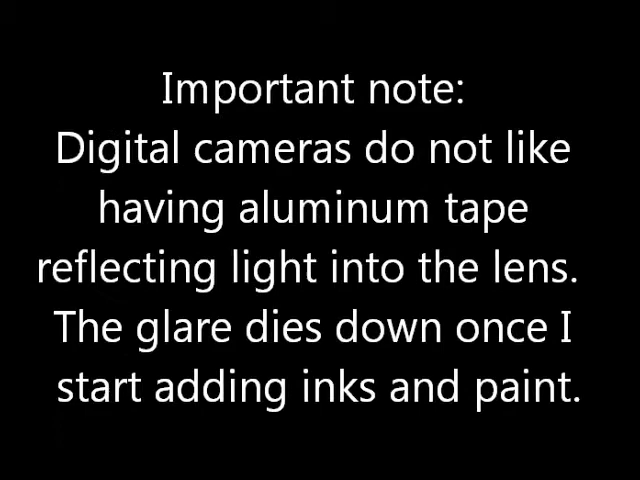 Important note:
Digital cameras do not like
having aluminum tape
reflecting light into the lens.
The glare dies down once I
start adding inks and paint.